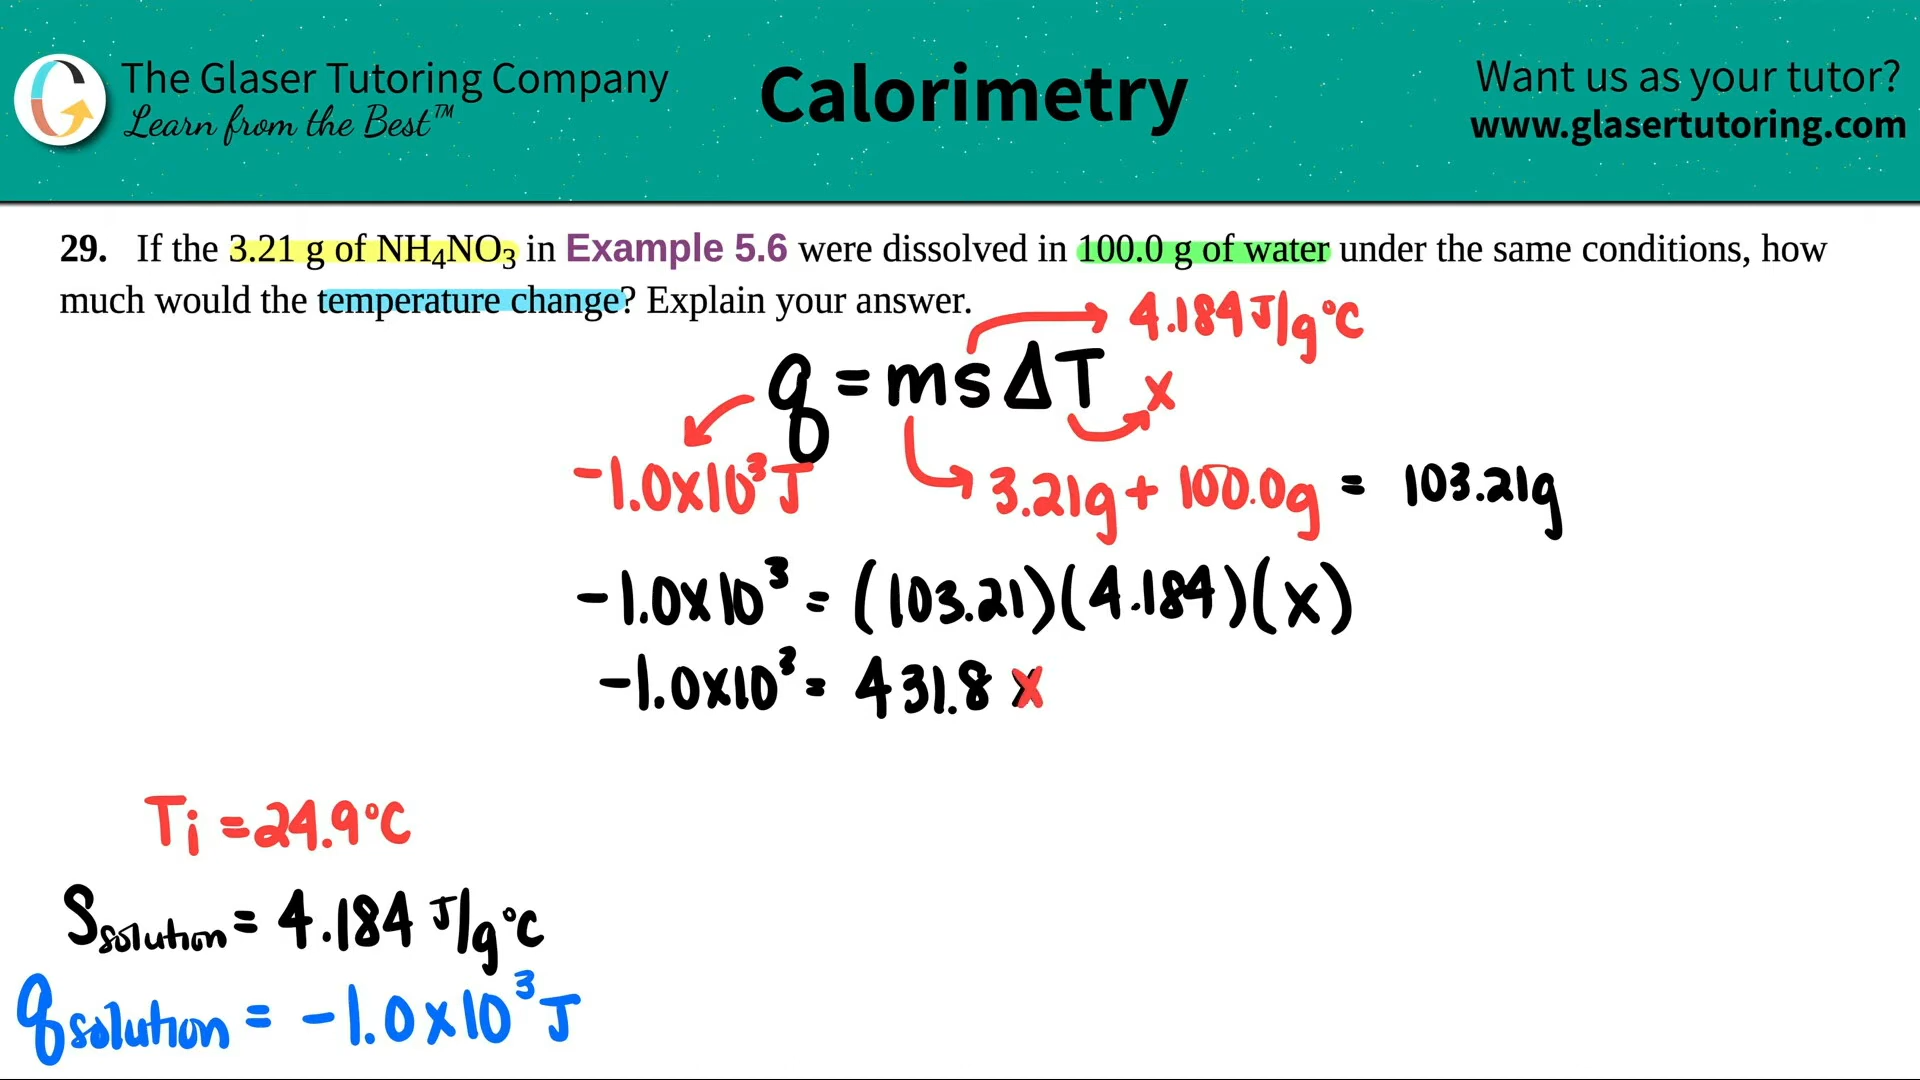 The Glaser Tutoring Company
Learn from the Best™
Calorimetry
Want us as your tutor?
www.glasertutoring.com
29. If the 3.21 g of NH₄NO₃ in Example 5.6 were dissolved in 100.0 g of water under the same conditions, how
much would the temperature change? Explain your answer.
4.184 J/g°C
q = msΔT
x
-1.0x10³ J
3.21g + 100.0g = 103.21g
-1.0x10³ = (103.21)(4.184)(x)
-1.0x10³ = 431.8 x
Ti = 24.9°C
Ssolution = 4.184 J/g°C
qsolution = -1.0x10³ J